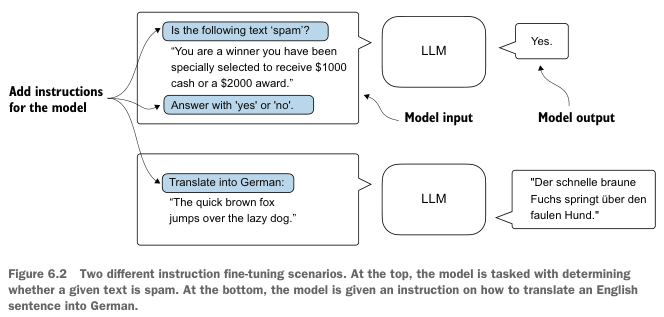 Is the following text ‘spam’?
“You are a winner you have been
specially selected to receive $1000
cash or a $2000 award.”
Answer with 'yes' or 'no'.
LLM
Yes.
Add instructions
for the model
Model input
Model output
Translate into German:
“The quick brown fox
jumps over the lazy dog.”
LLM
"Der schnelle braune
Fuchs springt über den
faulen Hund."
Figure 6.2 Two different instruction fine-tuning scenarios. At the top, the model is tasked with determining
whether a given text is spam. At the bottom, the model is given an instruction on how to translate an English
sentence into German.